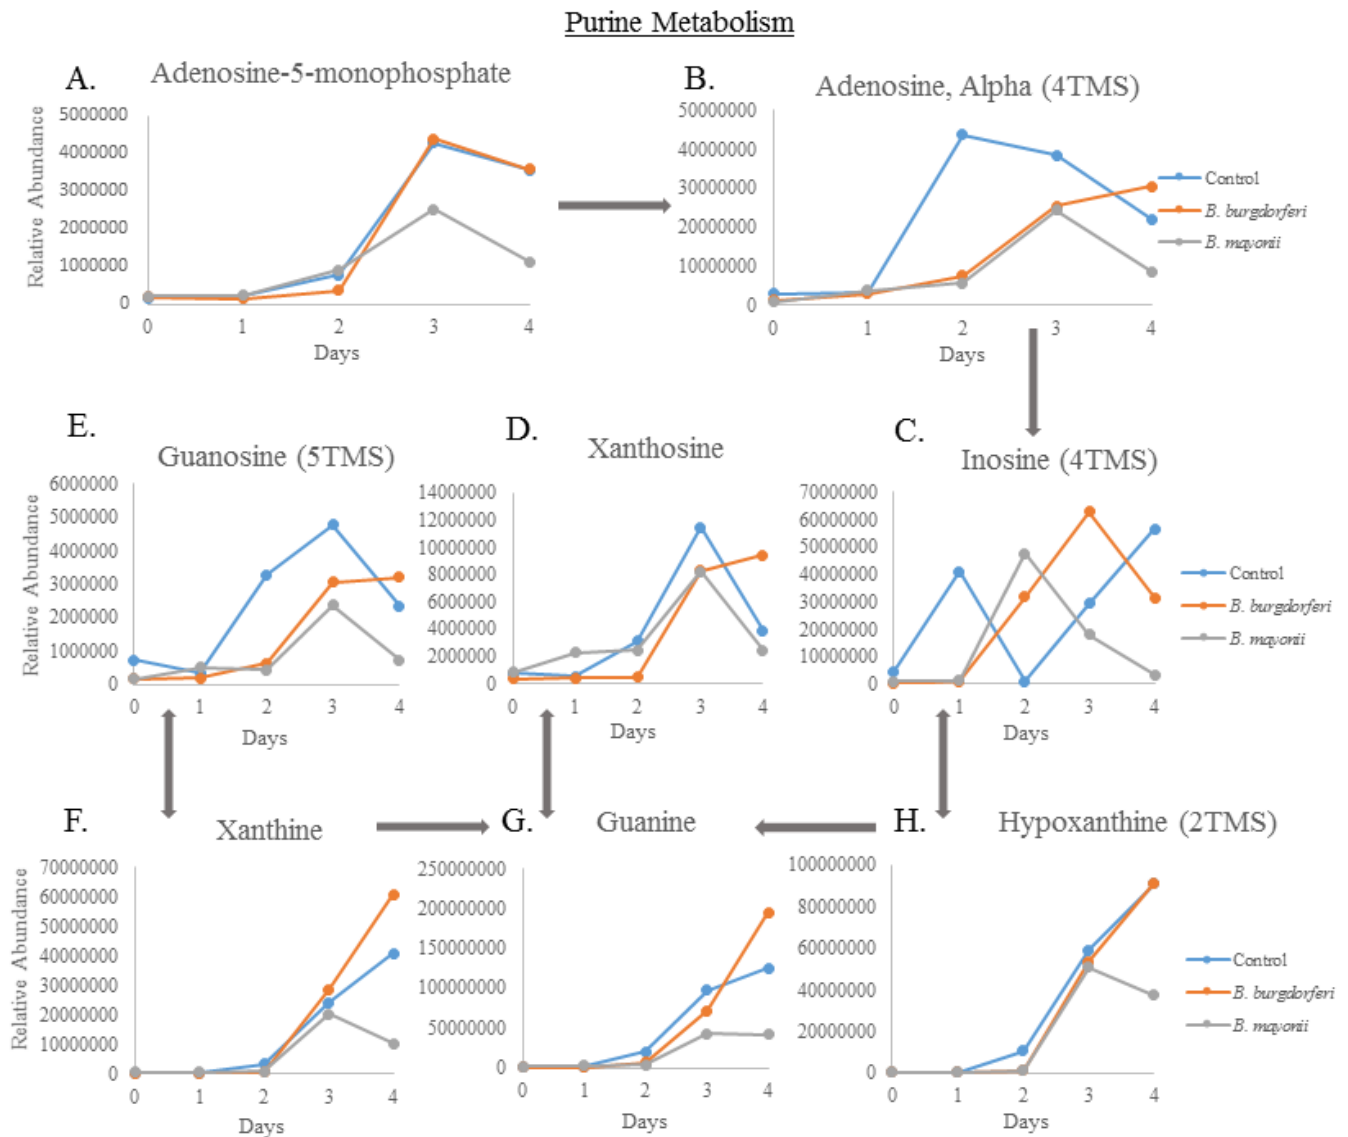 Purine Metabolism
A.
Adenosine-5-monophosphate
Relative Abundance
5000000
4000000
3000000
2000000
1000000
0
0 1 2 3 4
Days
B.
Adenosine, Alpha (4TMS)
50000000
40000000
30000000
20000000
10000000
0
0 1 2 3 4
Days
Control
B. burgdorferi
B. mayonii
E.
Guanosine (5TMS)
Relative Abundance
6000000
5000000
4000000
3000000
2000000
1000000
0
0 1 2 3 4
Days
D.
Xanthosine
14000000
12000000
10000000
8000000
6000000
4000000
2000000
0
0 1 2 3 4
Days
C.
Inosine (4TMS)
70000000
60000000
50000000
40000000
30000000
20000000
10000000
0
0 1 2 3 4
Days
Control
B. burgdorferi
B. mayonii
F.
Xanthine
Relative Abundance
70000000
60000000
50000000
40000000
30000000
20000000
10000000
0
0 1 2 3 4
Days
G.
Guanine
250000000
200000000
150000000
100000000
50000000
0
0 1 2 3 4
Days
H.
Hypoxanthine (2TMS)
100000000
80000000
60000000
40000000
20000000
0
0 1 2 3 4
Days
Control
B. burgdorferi
B. mayonii